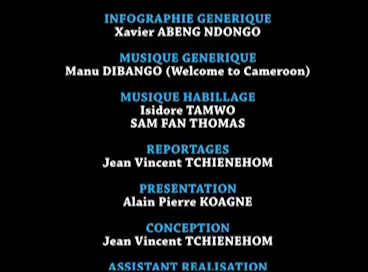 INFOGRAPHIE GENERIQUE
Xavier ABENG NDONGO
MUSIQUE GENERIQUE
Manu DIBANGO (Welcome to Cameroon)
MUSIQUE HABILLAGE
Isidore TAMWO
SAM FAN THOMAS
REPORTAGES
Jean Vincent TCHIENEHOM
PRESENTATION
Alain Pierre KOAGNE
CONCEPTION
Jean Vincent TCHIENEHOM
ASSISTANT REALISATION